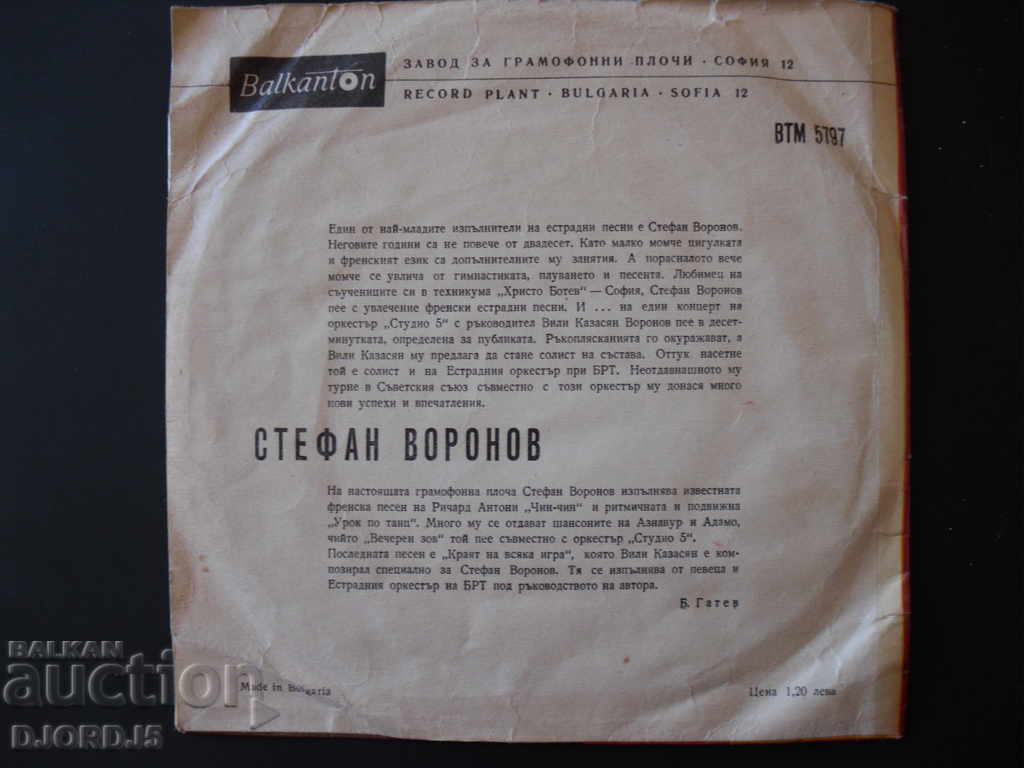 Balkanton
ЗАВОД ЗА ГРАМОФОННИ ПЛОЧИ · СОФИЯ 12
RECORD PLANT · BULGARIA · SOFIA 12
ВТМ 5797
Един от най-младите изпълнители на естрадни песни е Стефан Воронов.
Неговите години са не повече от двадесет. Като малко момче цигулката
и френският език са допълнителните му занятия. А порасналото вече
момче се увлича от гимнастиката, плуването и песента. Любимец на
съучениците си в техникума „Христо Ботев“ — София, Стефан Воронов
пее с увлечение френски естрадни песни. И ... на един концерт на
оркестър „Студио 5“ с ръководител Вили Казасян Воронов пее в десет-
минутката, определена за публиката. Ръкоплясканията го окуражават, а
Вили Казасян му предлага да стане солист на състава. Оттук насетне
той е солист и на Естрадния оркестър при БРТ. Неотдавнашното му
турне в Съветския съюз съвместно с този оркестър му донася много
нови успехи и впечатления.
СТЕФАН ВОРОНОВ
На настоящата грамофонна плоча Стефан Воронов изпълнява известната
френска песен на Ричард Антони „Чин-чин“ и ритмичната и подвижна
„Урок по танц“. Много му се отдават шансоните на Азнавур и Адамо,
чийто „Вечерен зов“ той пее съвместно с оркестър „Студио 5“.
Последната песен е „Краят на всяка игра“, която Вили Казасян е ком-
позирал специално за Стефан Воронов. Тя се изпълнява от певеца и
Естрадния оркестър на БРТ под ръководството на автора.
Б. Гатев
Made in Bulgaria
Цена 1,20 лева
BALKAN
auction
DJORDJ5